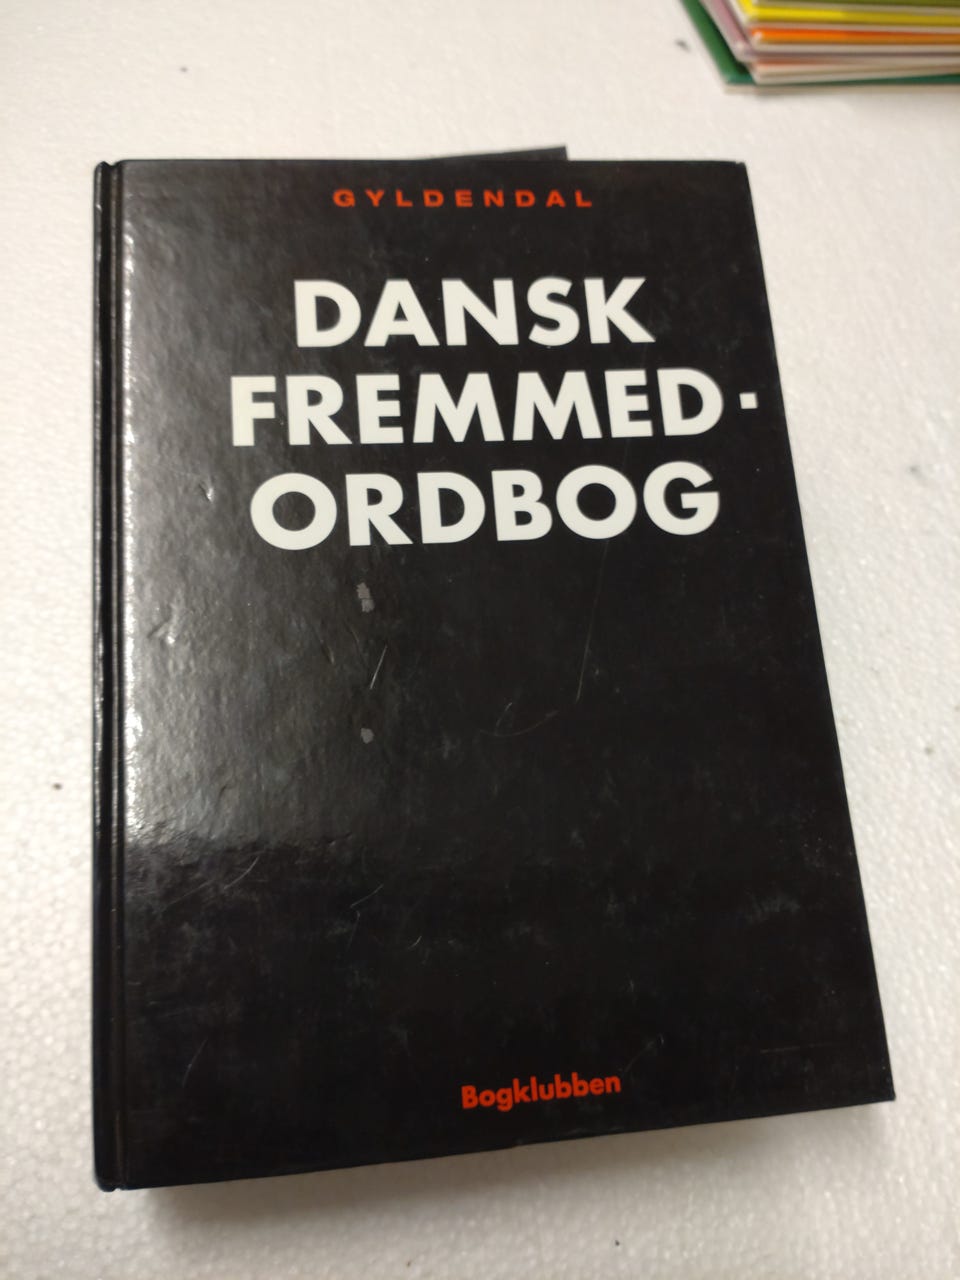 GYLDENDAL
DANSK
FREMMED-
ORDBOG
Bogklubben